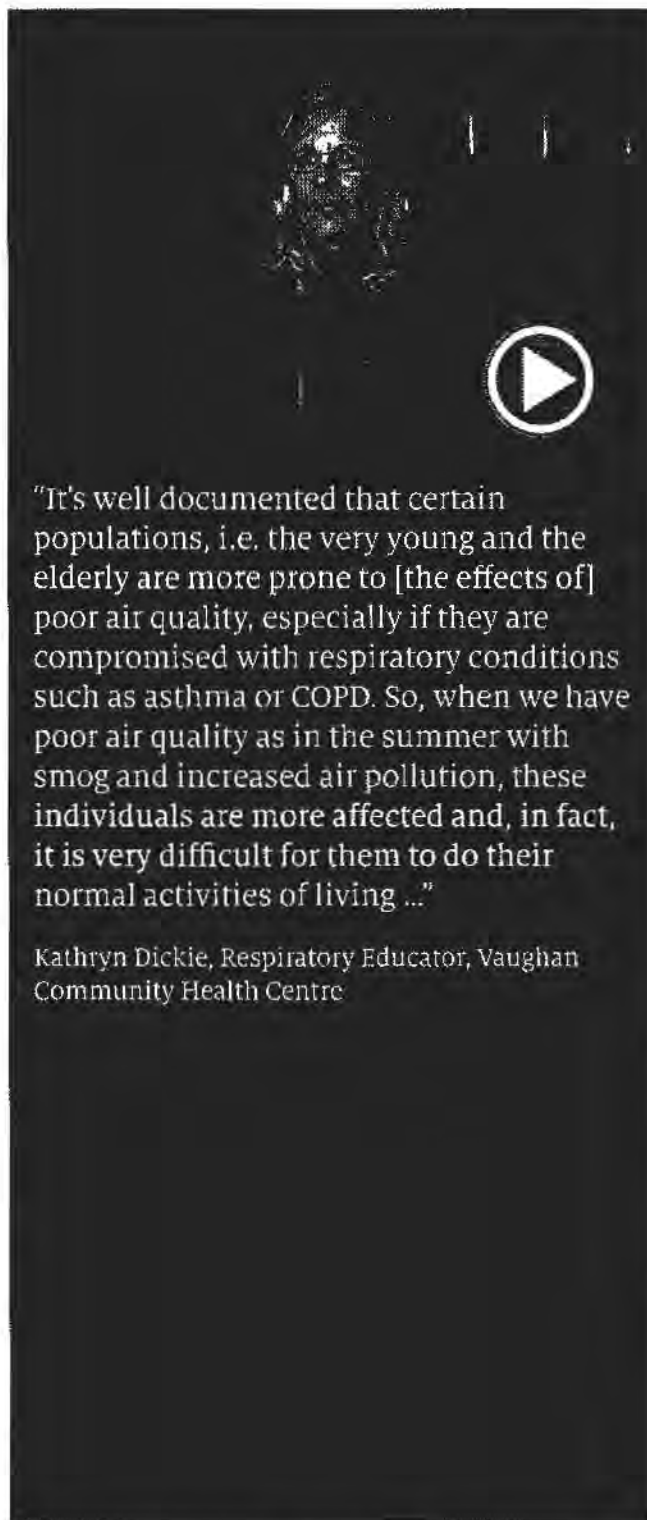 "It's well documented that certain
populations, i.e. the very young and the
elderly are more prone to [the effects of]
poor air quality, especially if they are
compromised with respiratory conditions
such as asthma or COPD. So, when we have
poor air quality as in the summer with
smog and increased air pollution, these
individuals are more affected and, in fact,
it is very difficult for them to do their
normal activities of living ..."
Kathryn Dickie, Respiratory Educator, Vaughan
Community Health Centre